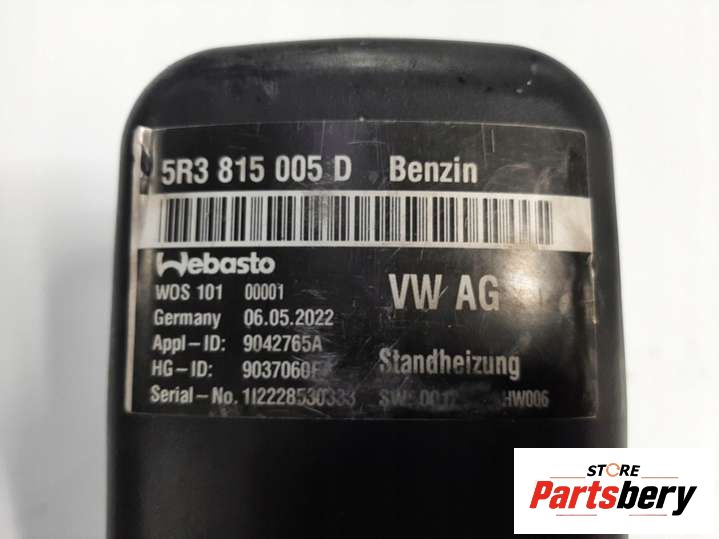 5R3 815 005 D Benzin
Webasto
WOS 101 00001 VW AG
Germany 06.05.2022
Appl-ID: 9042765A
HG-ID: Standheizung
Serial-No. 1I2228530333 HW006
STORE
Partsbery